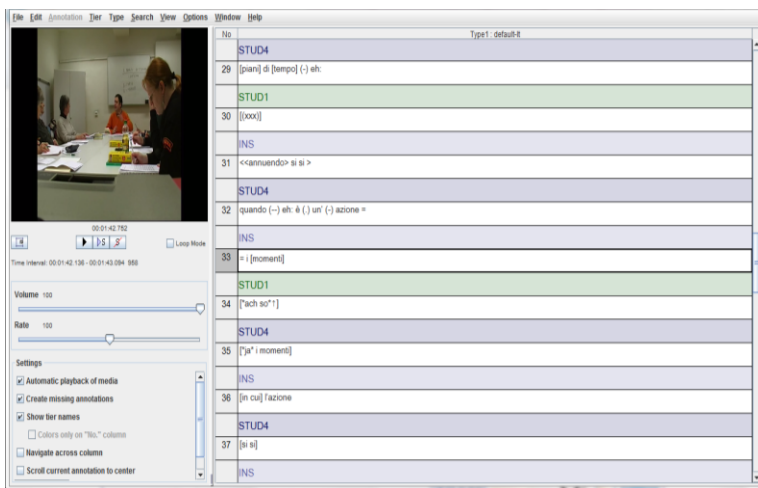 File Edit Annotation Tier Type Search View Options Window Help
No Type1 : default-lt
STUD4
29 [piani] di [tempo] (-) eh:
STUD1
30 [(xxx)]
INS
31 <<annuendo> si si >
STUD4
32 quando (--) eh: è (.) un' (-) azione =
INS
33 = i [momenti]
STUD1
34 ["ach so"↑]
STUD4
35 ["ja" i momenti]
INS
36 [in cui] l'azione
STUD4
37 [si si]
INS
00:01:42.752
Loop Mode
Time Interval: 00:01:42.136 - 00:01:43.094 958
Volume 100
Rate 100
Settings
Automatic playback of media
Create missing annotations
Show tier names
Colors only on "No." column
Navigate across column
Scroll current annotation to center